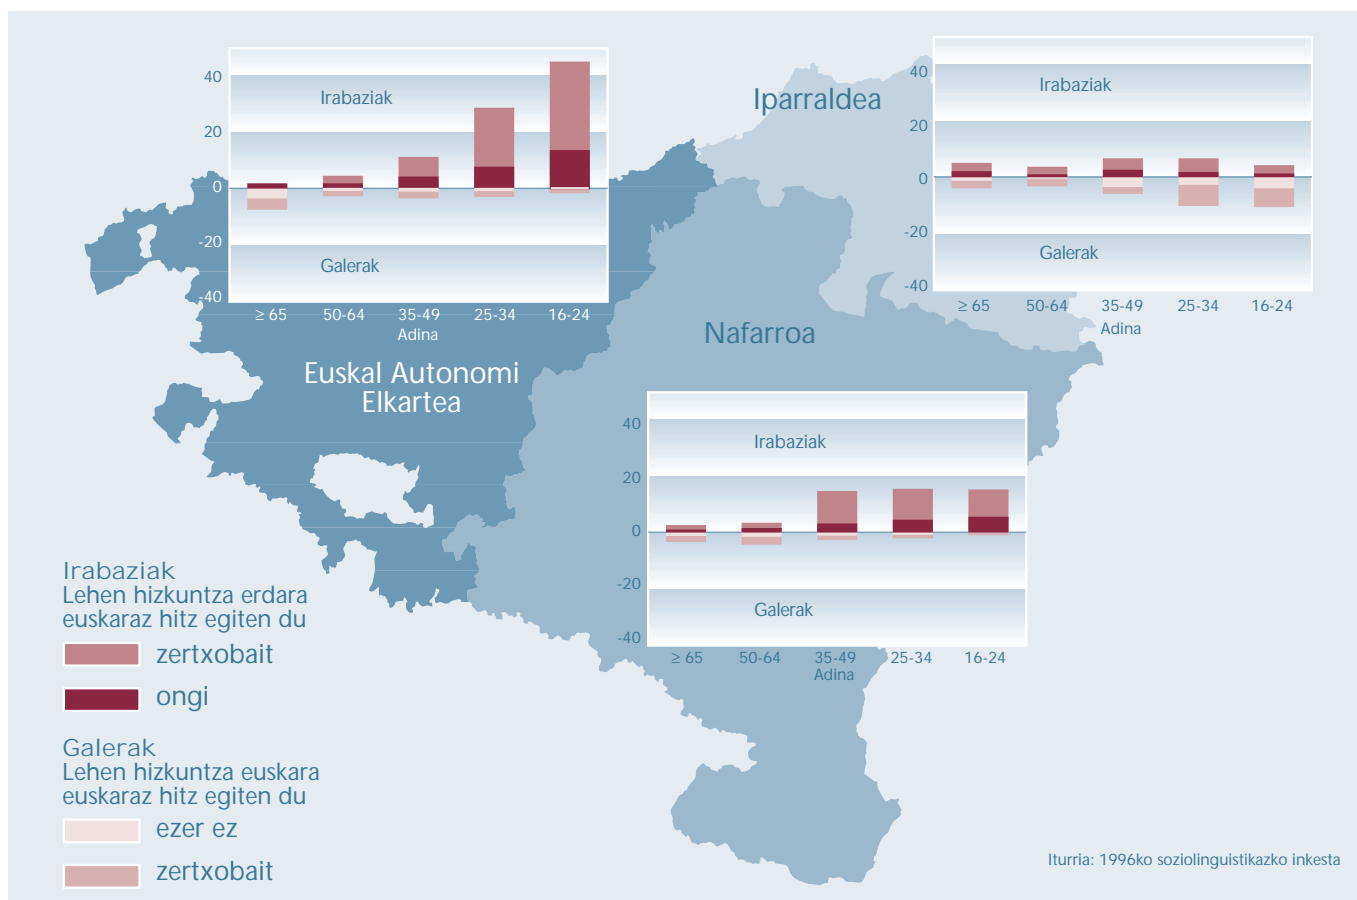 40
20
0
-20
-40
Irabaziak
Galerak
≥ 65
50-64
35-49
25-34
16-24
Adina
Euskal Autonomi
Elkartea
Iparraldea
40
20
0
-20
-40
Irabaziak
Galerak
≥ 65
50-64
35-49
25-34
16-24
Adina
Nafarroa
40
20
0
-20
-40
Irabaziak
Galerak
≥ 65
50-64
35-49
25-34
16-24
Adina
Irabaziak
Lehen hizkuntza erdara
euskaraz hitz egiten du
zertxobait
ongi
Galerak
Lehen hizkuntza euskara
euskaraz hitz egiten du
ezer ez
zertxobait
Iturria: 1996ko soziolinguistikazko inkesta